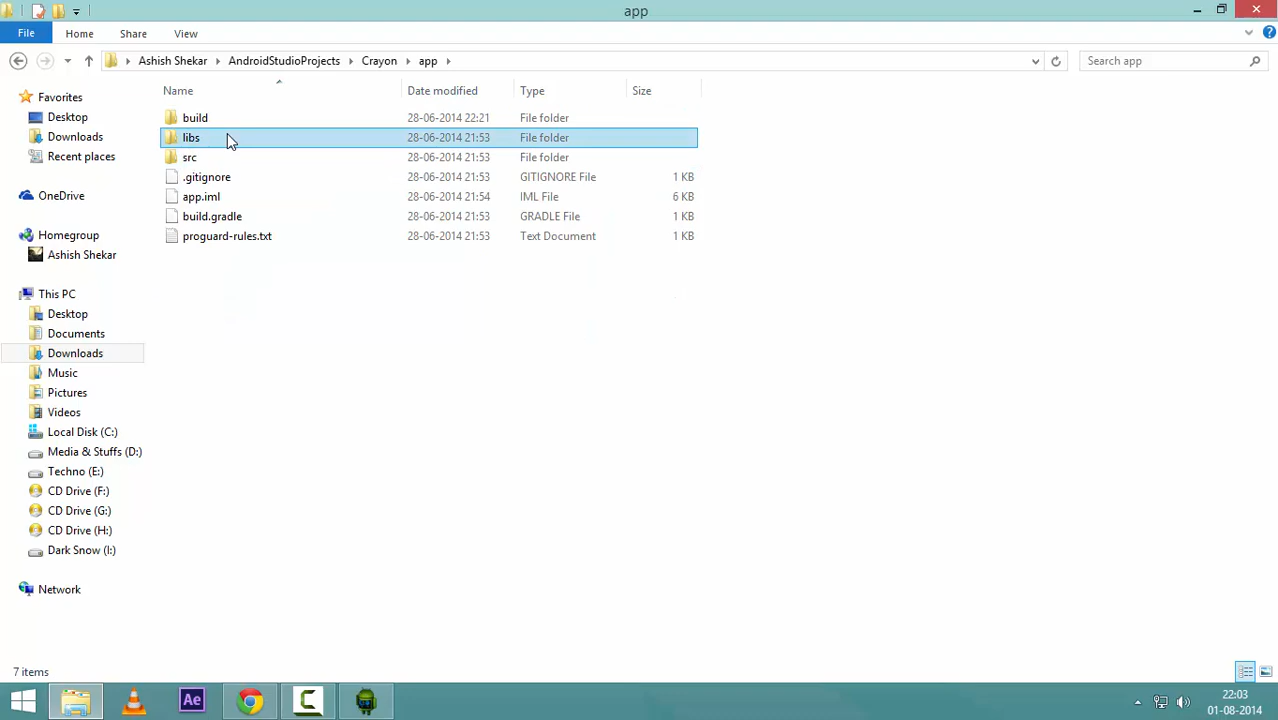 app
File Home Share View
Ashish Shekar AndroidStudioProjects Crayon app Search app
Name Date modified Type Size
Favorites
Desktop
Downloads
Recent places
OneDrive
Homegroup
Ashish Shekar
This PC
Desktop
Documents
Downloads
Music
Pictures
Videos
Local Disk (C:)
Media & Stuffs (D:)
Techno (E:)
CD Drive (F:)
CD Drive (G:)
CD Drive (H:)
Dark Snow (I:)
Network
build 28-06-2014 22:21 File folder
libs 28-06-2014 21:53 File folder
src 28-06-2014 21:53 File folder
.gitignore 28-06-2014 21:53 GITIGNORE File 1 KB
app.iml 28-06-2014 21:54 IML File 6 KB
build.gradle 28-06-2014 21:53 GRADLE File 1 KB
proguard-rules.txt 28-06-2014 21:53 Text Document 1 KB
7 items
Ae
22:03
01-08-2014